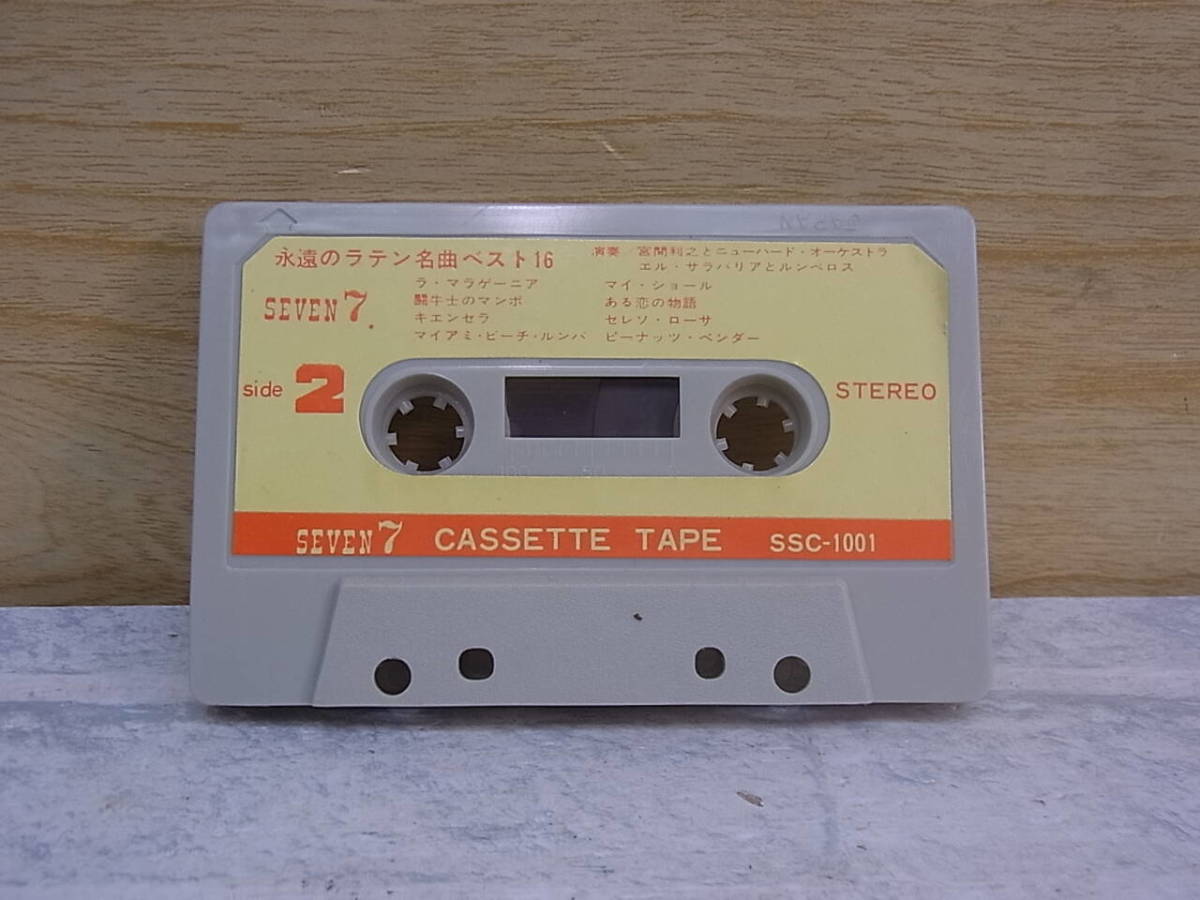 永遠のラテン名曲ベスト16
演奏/宮間利之とニューハード・オーケストラ
エル・サラバリアとルンベロス
SEVEN 7
ラ・マラゲーニア
闘牛士のマンボ
キエンセラ
マイアミ・ビーチ・ルンバ
マイ・ショール
ある恋の物語
セレソ・ローサ
ピーナッツ・ベンダー
side 2
STEREO
100 50 0
SEVEN 7 CASSETTE TAPE SSC-1001